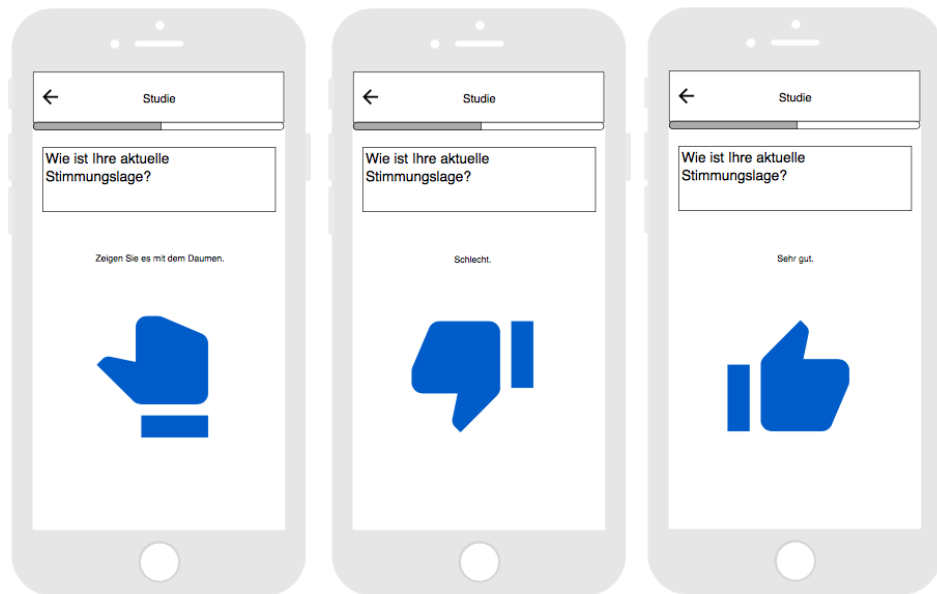 Studie
Wie ist Ihre aktuelle
Stimmungslage?
Zeigen Sie es mit dem Daumen.
Studie
Wie ist Ihre aktuelle
Stimmungslage?
Schlecht.
Studie
Wie ist Ihre aktuelle
Stimmungslage?
Sehr gut.